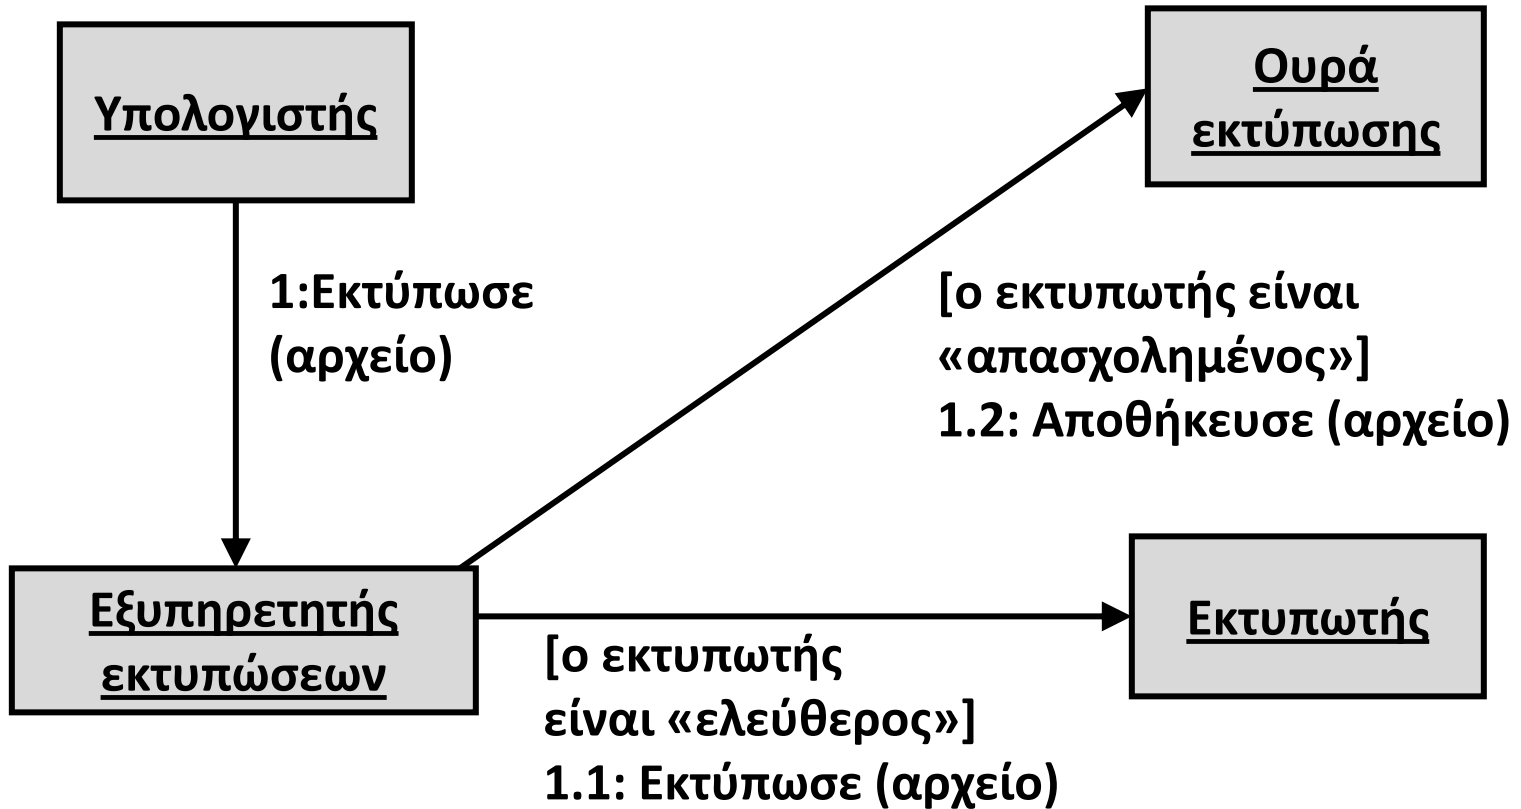 Υπολογιστής
Ουρά
εκτύπωσης
1:Εκτύπωσε
(αρχείο)
[ο εκτυπωτής είναι
«απασχολημένος»]
1.2: Αποθήκευσε (αρχείο)
Εξυπηρετητής
εκτυπώσεων
Εκτυπωτής
[ο εκτυπωτής
είναι «ελεύθερος»]
1.1: Εκτύπωσε (αρχείο)